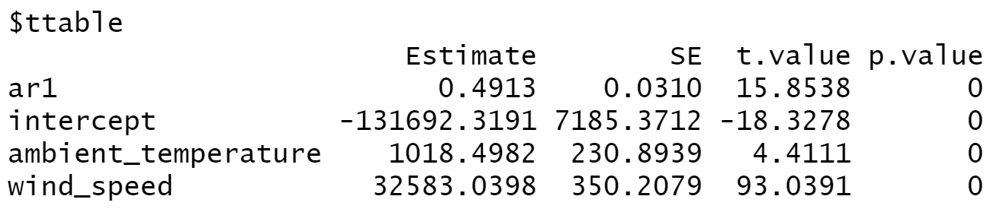 $ttable
Estimate SE t.value p.value
ar1 0.4913 0.0310 15.8538 0
intercept -131692.3191 7185.3712 -18.3278 0
ambient_temperature 1018.4982 230.8939 4.4111 0
wind_speed 32583.0398 350.2079 93.0391 0